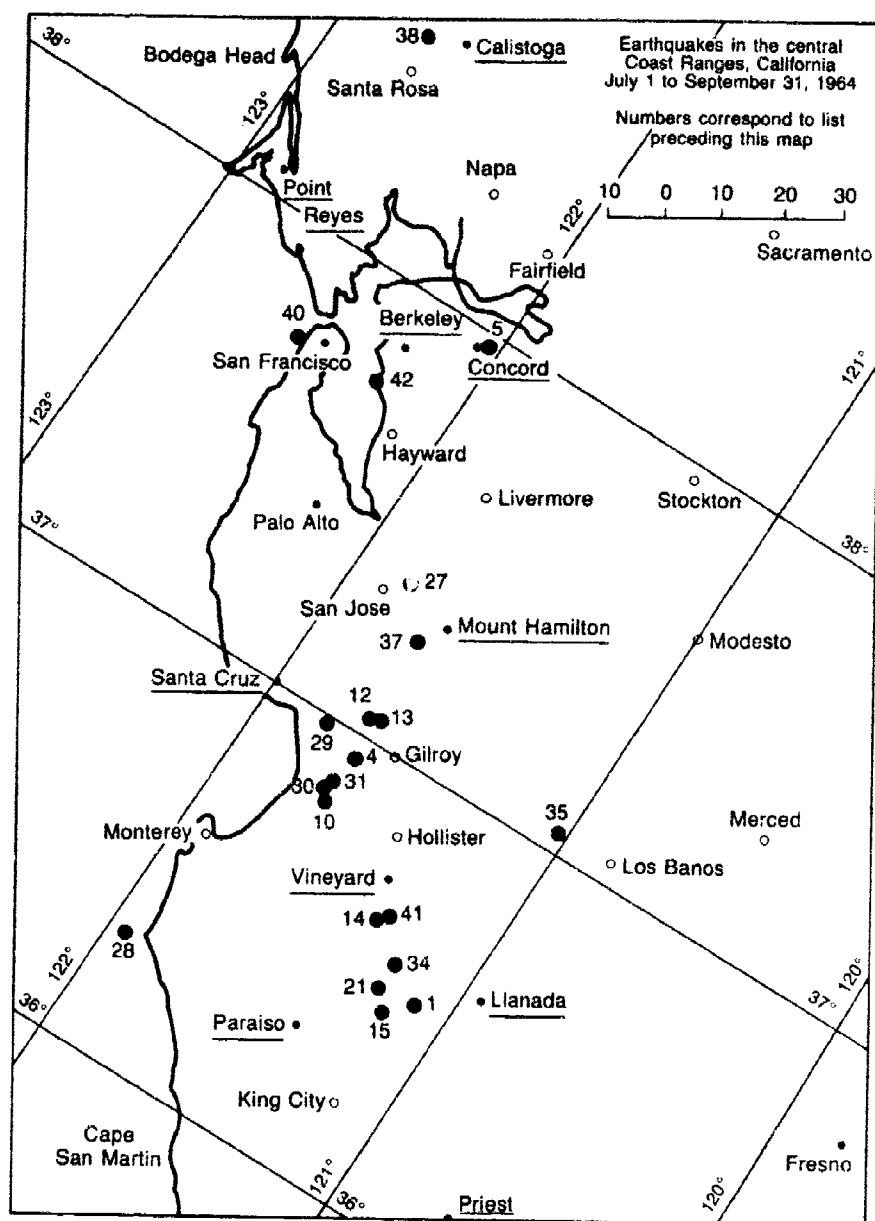 38°
Bodega Head
38
Calistoga
Santa Rosa
Earthquakes in the central
Coast Ranges, California
July 1 to September 31, 1964
Numbers correspond to list
preceding this map
123°
Napa
Point
Reyes
10 0 10 20 30
122°
Sacramento
Fairfield
40
Berkeley
5
San Francisco
Concord
42
121°
123°
Hayward
Livermore
Stockton
Palo Alto
37°
38°
27
San Jose
Mount Hamilton
37
Modesto
Santa Cruz
12
13
29
4
Gilroy
30
31
10
35
Merced
Monterey
Hollister
Los Banos
Vineyard
14
41
28
122°
34
120°
21
1
Llanada
37°
36°
15
Paraiso
King City
Cape
San Martin
121°
36°
120°
Fresno
Priest